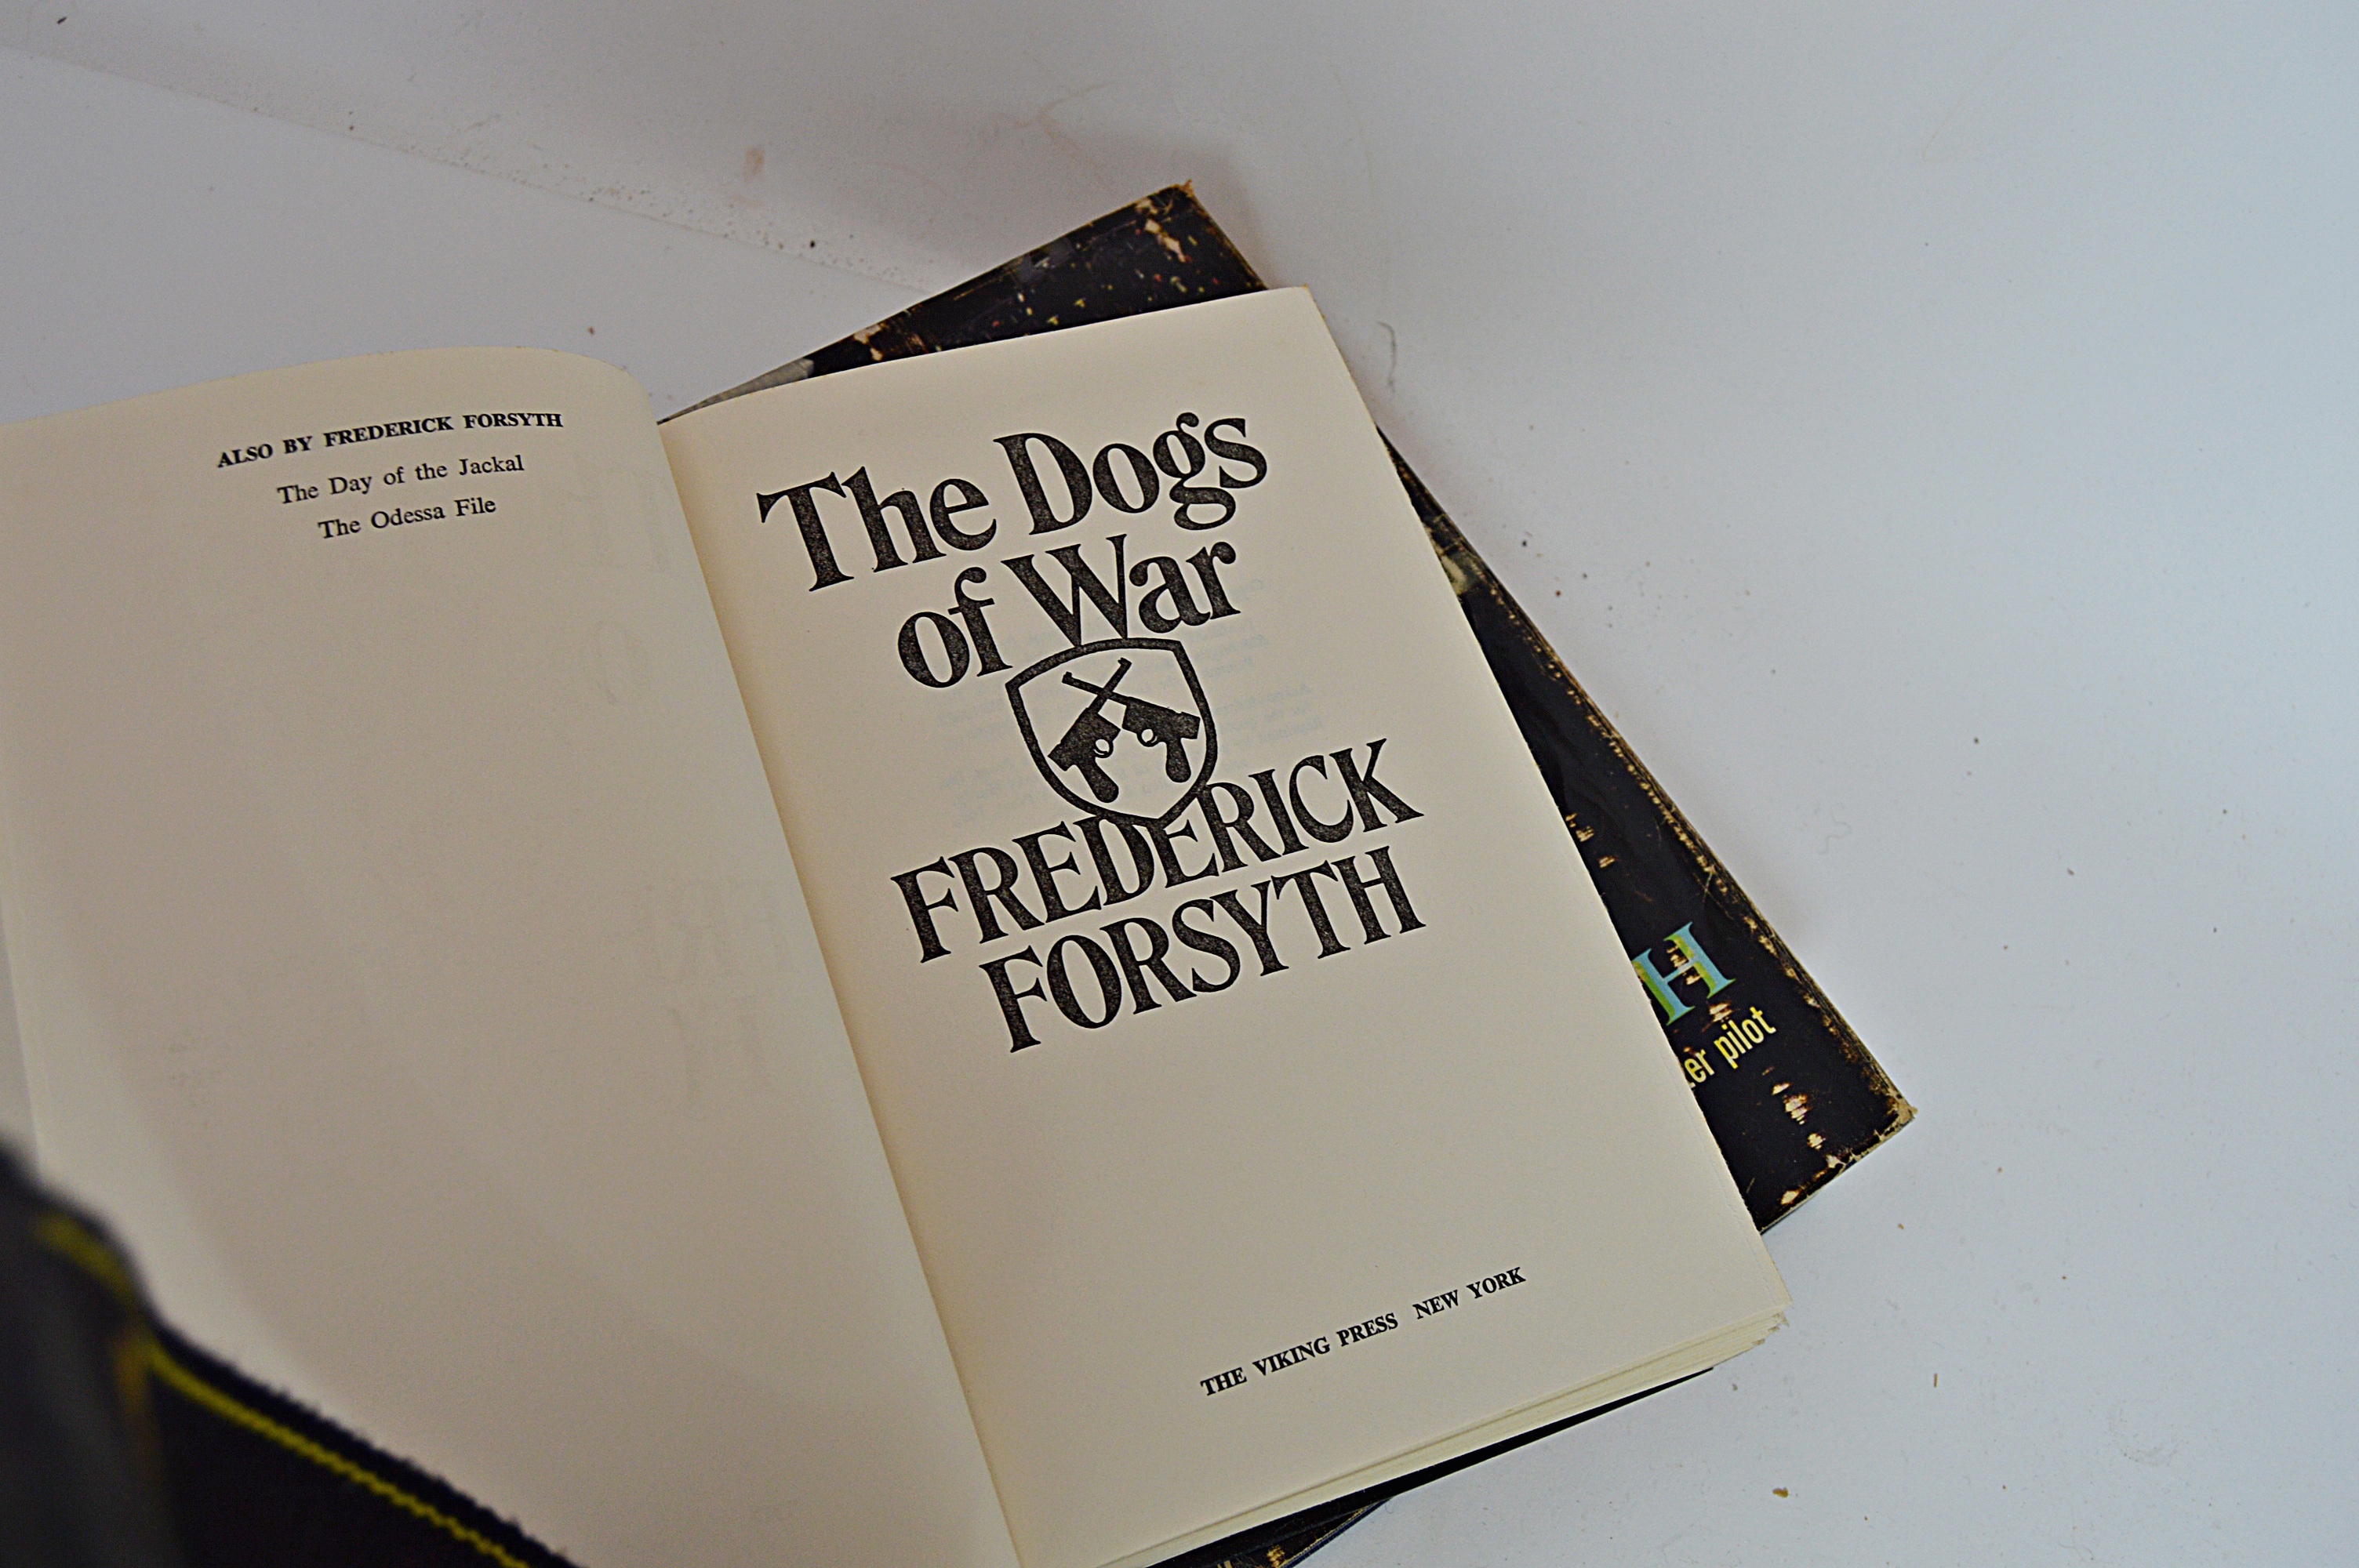 ALSO BY FREDERICK FORSYTH
The Day of the Jackal
The Odessa File
The Dogs
of War
FREDERICK
FORSYTH
THE VIKING PRESS NEW YORK
H
er pilot